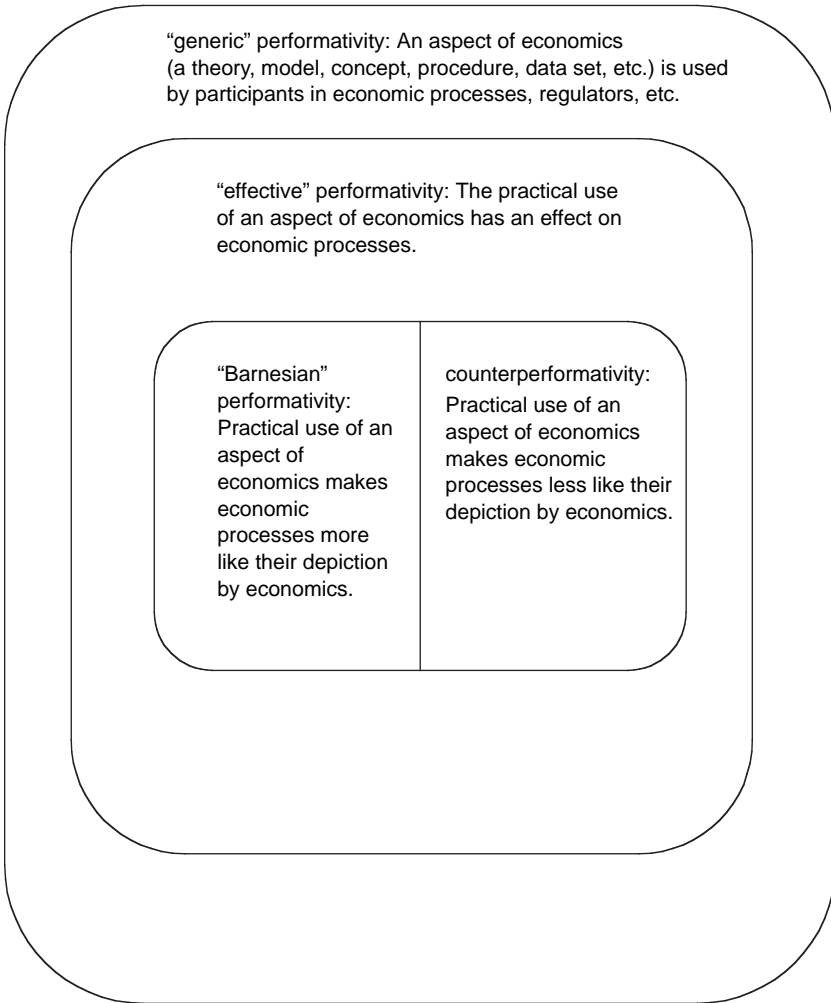 “generic” performativity: An aspect of economics
(a theory, model, concept, procedure, data set, etc.) is used
by participants in economic processes, regulators, etc.
“effective” performativity: The practical use
of an aspect of economics has an effect on
economic processes.
“Barnesian”
performativity:
Practical use of an
aspect of
economics makes
economic
processes more
like their depiction
by economics.
counterperformativity:
Practical use of an
aspect of economics
makes economic
processes less like their
depiction by economics.